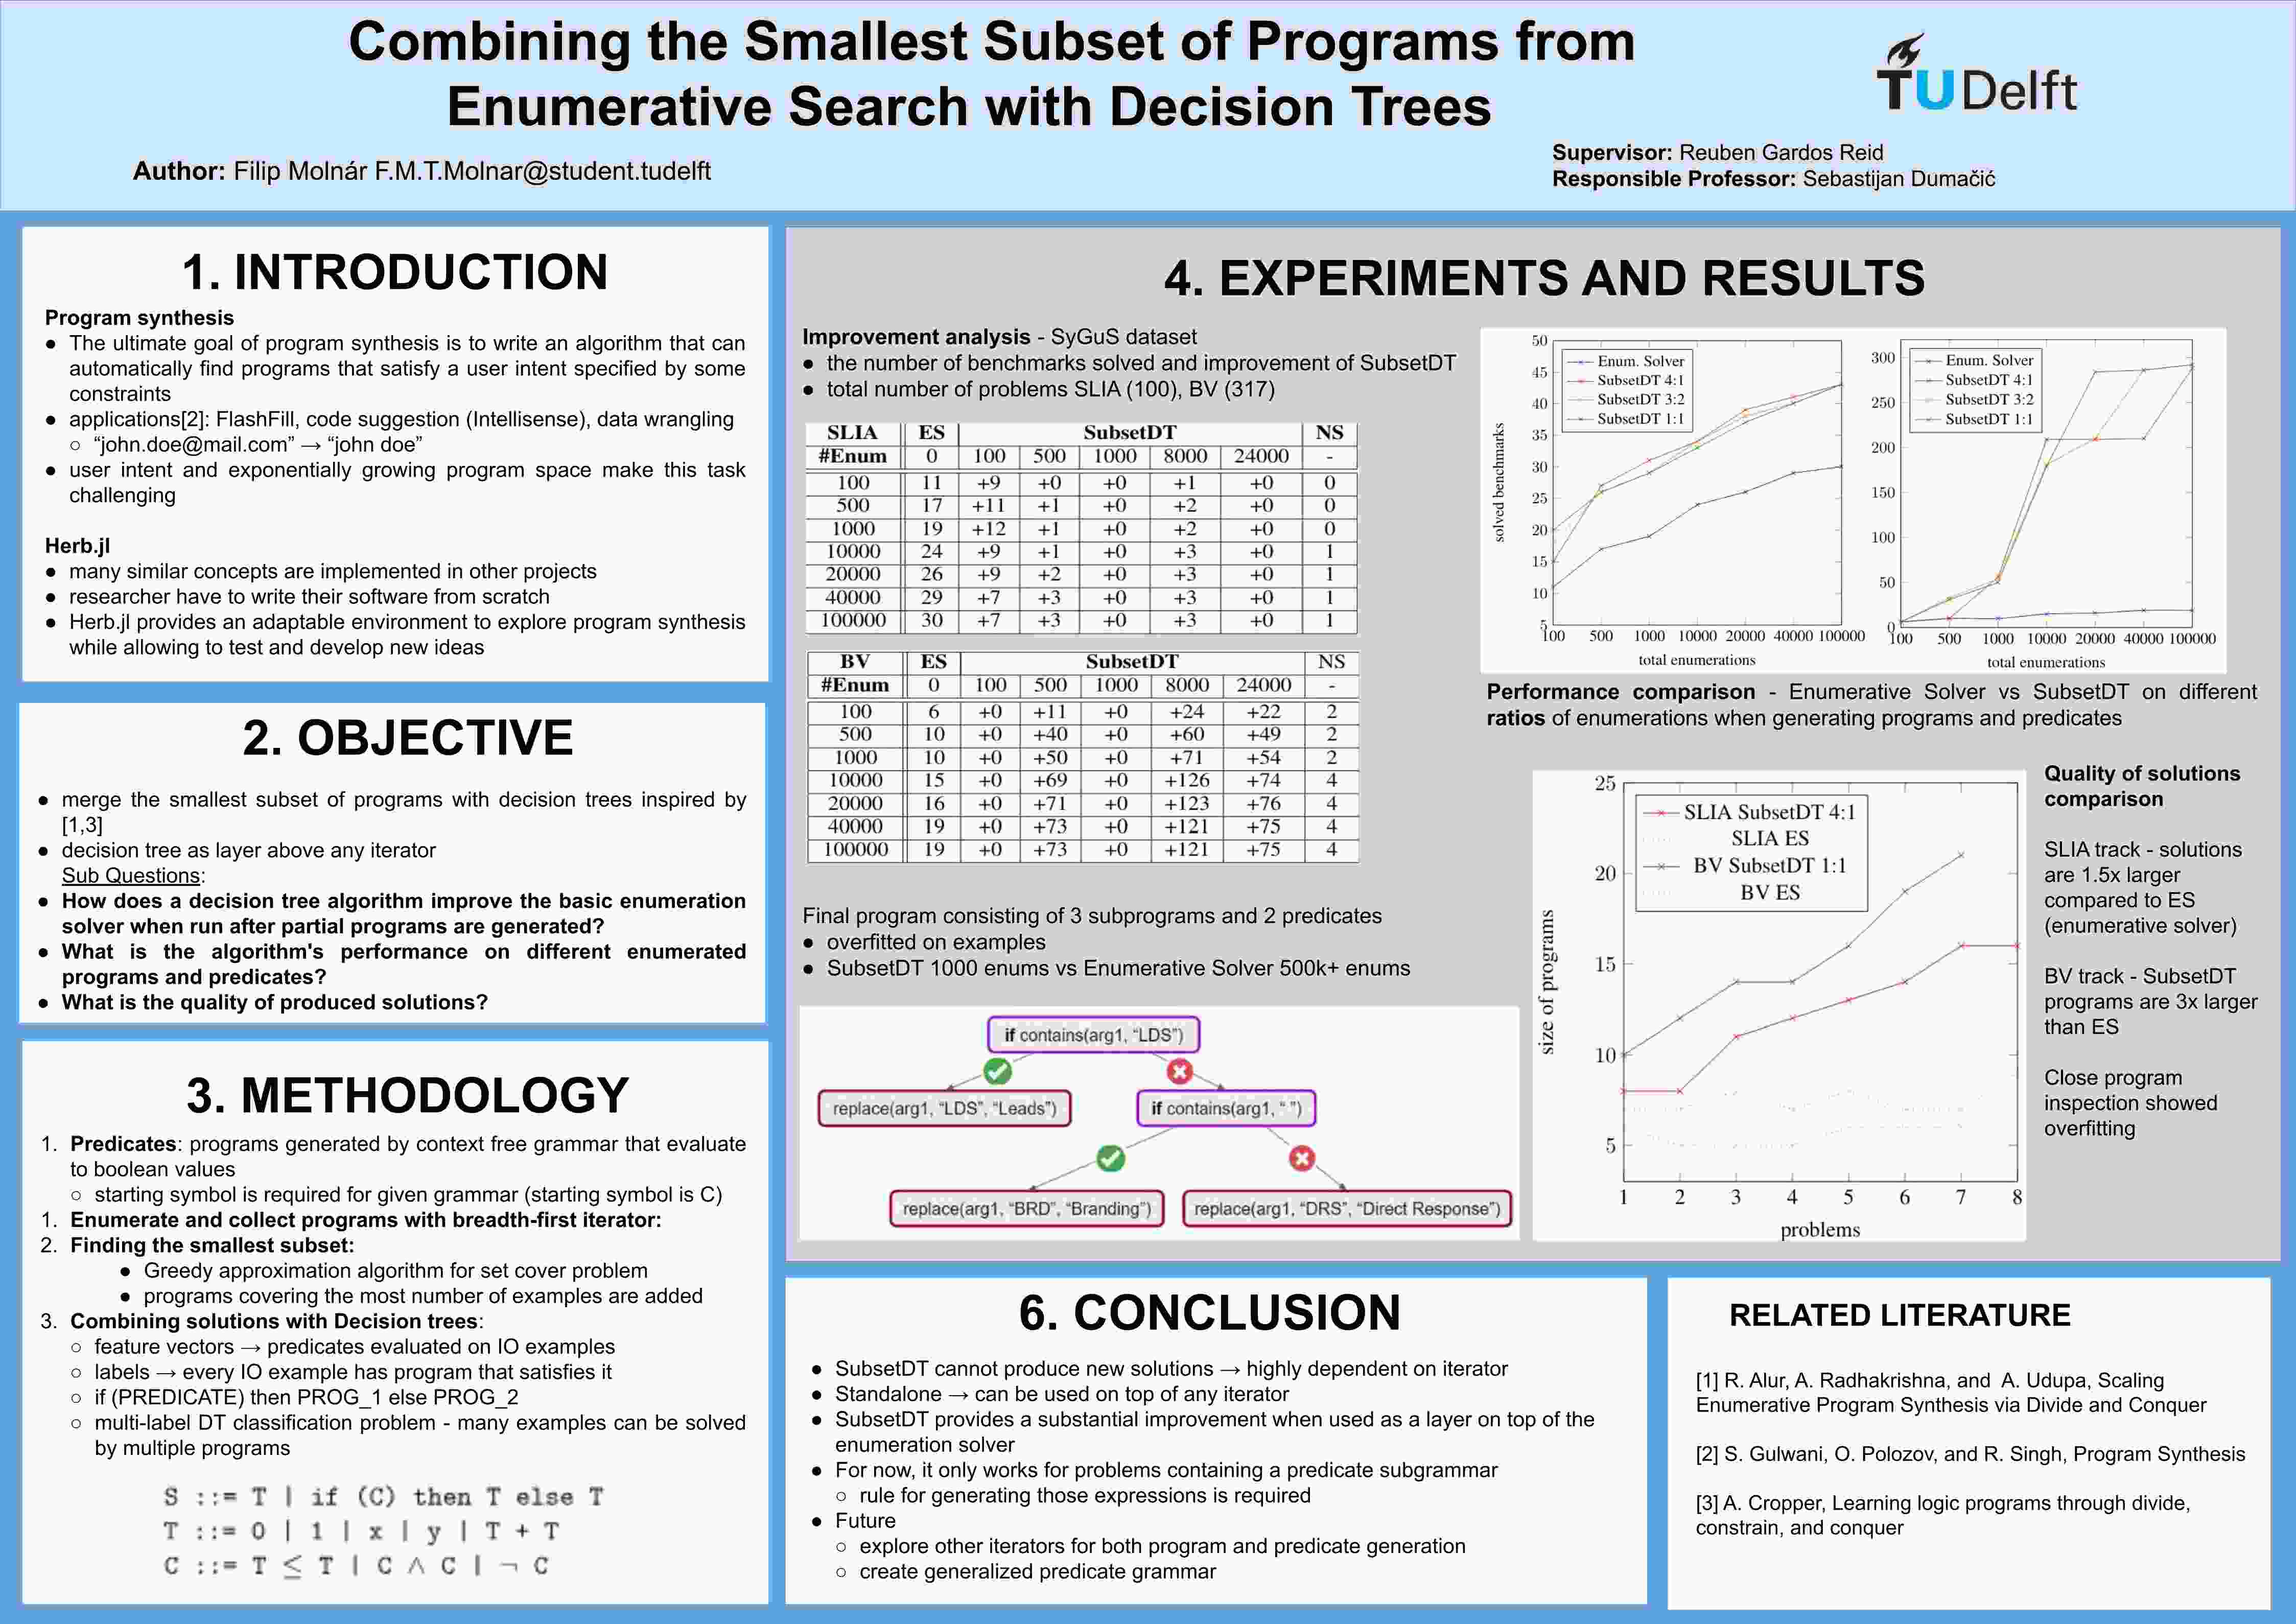 Combining the Smallest Subset of Programs from
Enumerative Search with Decision Trees
TU Delft
Author: Filip Molnár F.M.T.Molnar@student.tudelft
Supervisor: Reuben Gardos Reid
Responsible Professor: Sebastijan Dumačić
1. INTRODUCTION
Program synthesis
● The ultimate goal of program synthesis is to write an algorithm that can
automatically find programs that satisfy a user intent specified by some
constraints
● applications[2]: FlashFill, code suggestion (Intellisense), data wrangling
○ “john.doe@mail.com” → “john doe”
● user intent and exponentially growing program space make this task
challenging
Herb.jl
● many similar concepts are implemented in other projects
● researcher have to write their software from scratch
● Herb.jl provides an adaptable environment to explore program synthesis
while allowing to test and develop new ideas
2. OBJECTIVE
● merge the smallest subset of programs with decision trees inspired by
[1,3]
● decision tree as layer above any iterator
Sub Questions:
● How does a decision tree algorithm improve the basic enumeration
solver when run after partial programs are generated?
● What is the algorithm's performance on different enumerated
programs and predicates?
● What is the quality of produced solutions?
3. METHODOLOGY
1. Predicates: programs generated by context free grammar that evaluate
to boolean values
○ starting symbol is required for given grammar (starting symbol is C)
1. Enumerate and collect programs with breadth-first iterator:
2. Finding the smallest subset:
● Greedy approximation algorithm for set cover problem
● programs covering the most number of examples are added
3. Combining solutions with Decision trees:
○ feature vectors → predicates evaluated on IO examples
○ labels → every IO example has program that satisfies it
○ if (PREDICATE) then PROG_1 else PROG_2
○ multi-label DT classification problem - many examples can be solved
by multiple programs
S ::= T | if (C) then T else T
T ::= 0 | 1 | x | y | T + T
C ::= T ≤ T | C ∧ C | ¬ C
4. EXPERIMENTS AND RESULTS
Improvement analysis - SyGuS dataset
● the number of benchmarks solved and improvement of SubsetDT
● total number of problems SLIA (100), BV (317)
SLIA ES SubsetDT NS
#Enum 0 100 500 1000 8000 24000 -
100 11 +9 +0 +0 +1 +0 0
500 17 +11 +1 +0 +2 +0 0
1000 19 +12 +1 +0 +2 +0 0
10000 24 +9 +1 +0 +3 +0 1
20000 26 +9 +2 +0 +3 +0 1
40000 29 +7 +3 +0 +3 +0 1
100000 30 +7 +3 +0 +3 +0 1
BV ES SubsetDT NS
#Enum 0 100 500 1000 8000 24000 -
100 6 +0 +11 +0 +24 +22 2
500 10 +0 +40 +0 +60 +49 2
1000 10 +0 +50 +0 +71 +54 2
10000 15 +0 +69 +0 +126 +74 4
20000 16 +0 +71 +0 +123 +76 4
40000 19 +0 +73 +0 +121 +75 4
100000 19 +0 +73 +0 +121 +75 4
Final program consisting of 3 subprograms and 2 predicates
● overfitted on examples
● SubsetDT 1000 enums vs Enumerative Solver 500k+ enums
if contains(arg1, “LDS”)
replace(arg1, “LDS”, “Leads”)
if contains(arg1, “-”)
replace(arg1, “BRD”, “Branding”)
replace(arg1, “DRS”, “Direct Response”)
solved benchmarks
50
45
40
35
30
25
20
15
10
5
Enum. Solver
SubsetDT 4:1
SubsetDT 3:2
SubsetDT 1:1
100 500 1000 10000 20000 40000 100000
total enumerations
300
250
200
150
100
50
0
Enum. Solver
SubsetDT 4:1
SubsetDT 3:2
SubsetDT 1:1
100 500 1000 10000 20000 40000 100000
total enumerations
Performance comparison - Enumerative Solver vs SubsetDT on different
ratios of enumerations when generating programs and predicates
size of programs
25
20
15
10
5
SLIA SubsetDT 4:1
SLIA ES
BV SubsetDT 1:1
BV ES
1 2 3 4 5 6 7 8
problems
Quality of solutions
comparison
SLIA track - solutions
are 1.5x larger
compared to ES
(enumerative solver)
BV track - SubsetDT
programs are 3x larger
than ES
Close program
inspection showed
overfitting
6. CONCLUSION
● SubsetDT cannot produce new solutions → highly dependent on iterator
● Standalone → can be used on top of any iterator
● SubsetDT provides a substantial improvement when used as a layer on top of the
enumeration solver
● For now, it only works for problems containing a predicate subgrammar
○ rule for generating those expressions is required
● Future
○ explore other iterators for both program and predicate generation
○ create generalized predicate grammar
RELATED LITERATURE
[1] R. Alur, A. Radhakrishna, and A. Udupa, Scaling
Enumerative Program Synthesis via Divide and Conquer
[2] S. Gulwani, O. Polozov, and R. Singh, Program Synthesis
[3] A. Cropper, Learning logic programs through divide,
constrain, and conquer